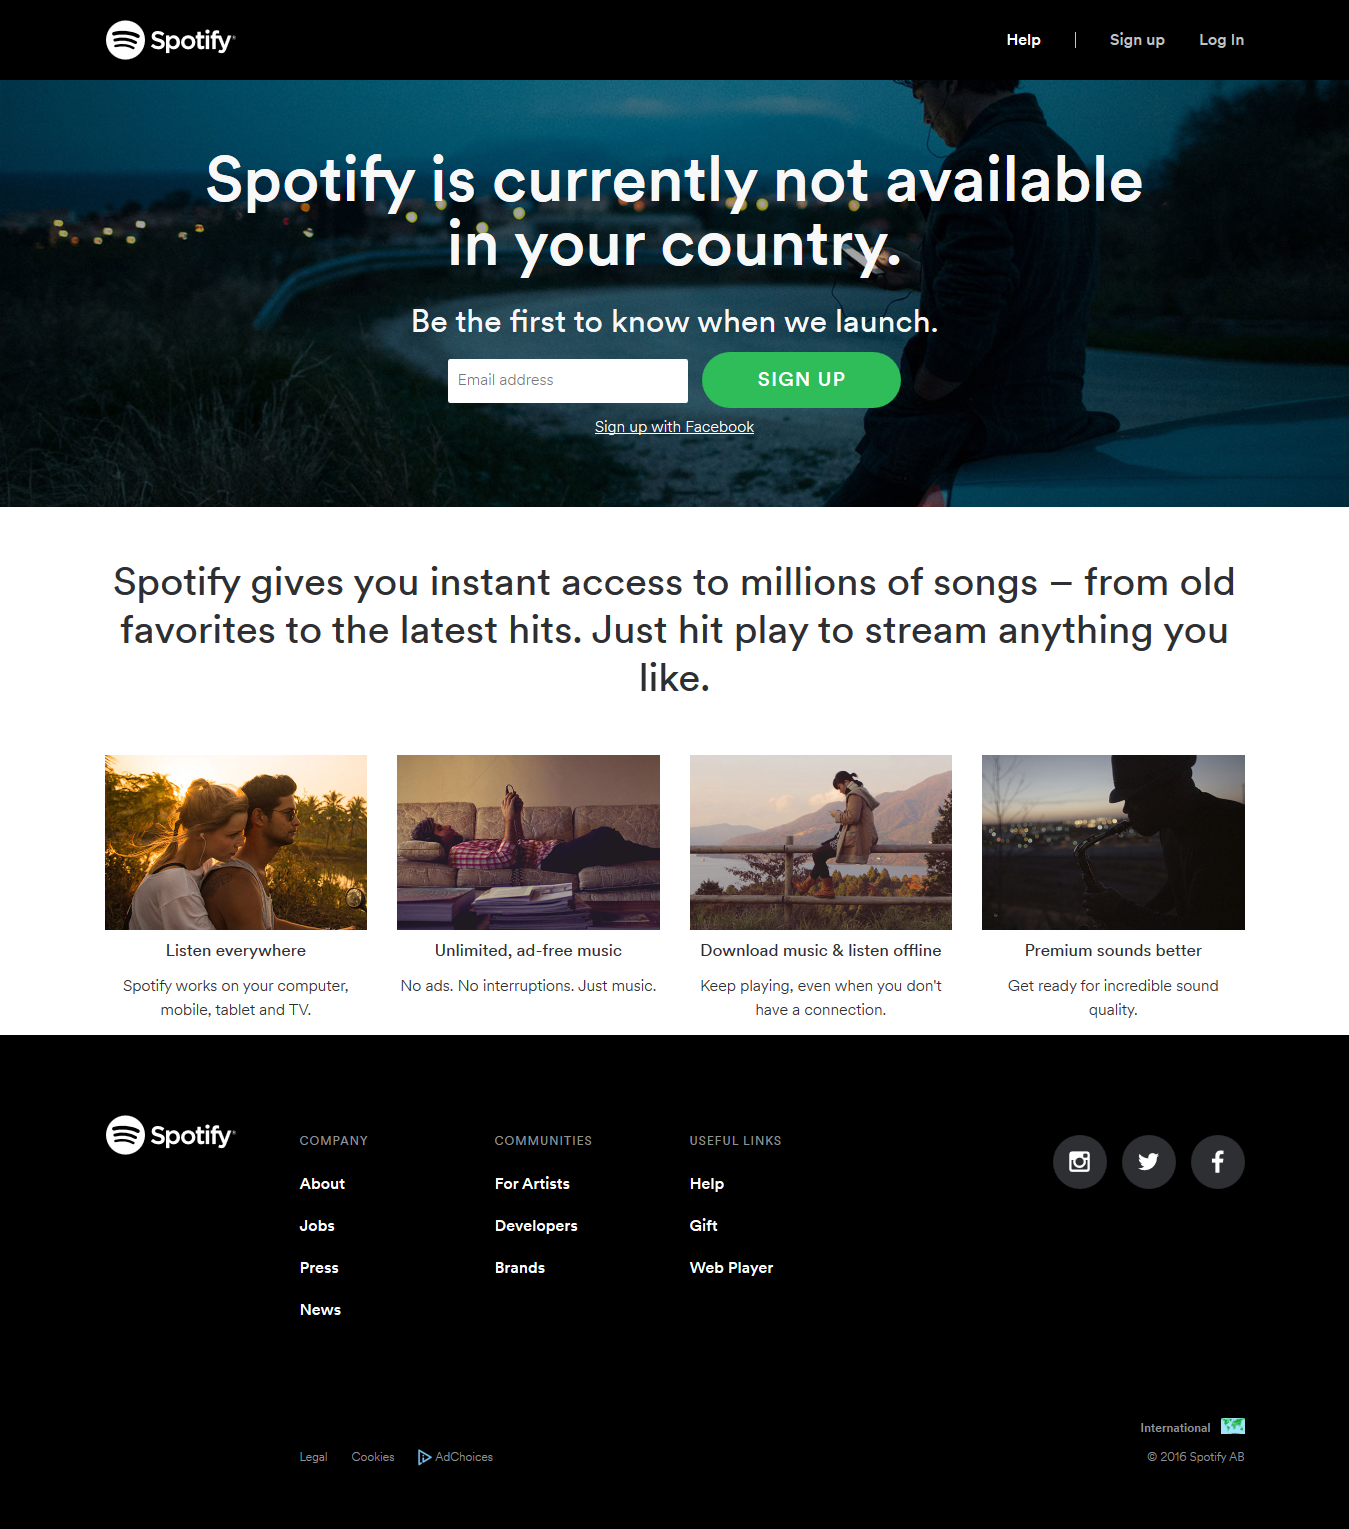 Spotify
Help | Sign up Log In
Spotify is currently not available
in your country.
Be the first to know when we launch.
Email address
SIGN UP
Sign up with Facebook
Spotify gives you instant access to millions of songs – from old
favorites to the latest hits. Just hit play to stream anything you
like.
Listen everywhere
Spotify works on your computer,
mobile, tablet and TV.
Unlimited, ad-free music
No ads. No interruptions. Just music.
Download music & listen offline
Keep playing, even when you don't
have a connection.
Premium sounds better
Get ready for incredible sound
quality.
Spotify
COMPANY
About
Jobs
Press
News
COMMUNITIES
For Artists
Developers
Brands
USEFUL LINKS
Help
Gift
Web Player
International
Legal Cookies AdChoices
© 2016 Spotify AB